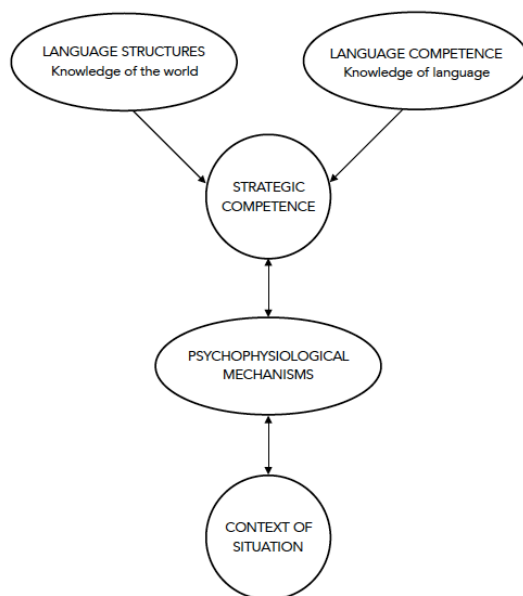 LANGUAGE STRUCTURES
Knowledge of the world
LANGUAGE COMPETENCE
Knowledge of language
STRATEGIC
COMPETENCE
PSYCHOPHYSIOLOGICAL
MECHANISMS
CONTEXT OF
SITUATION